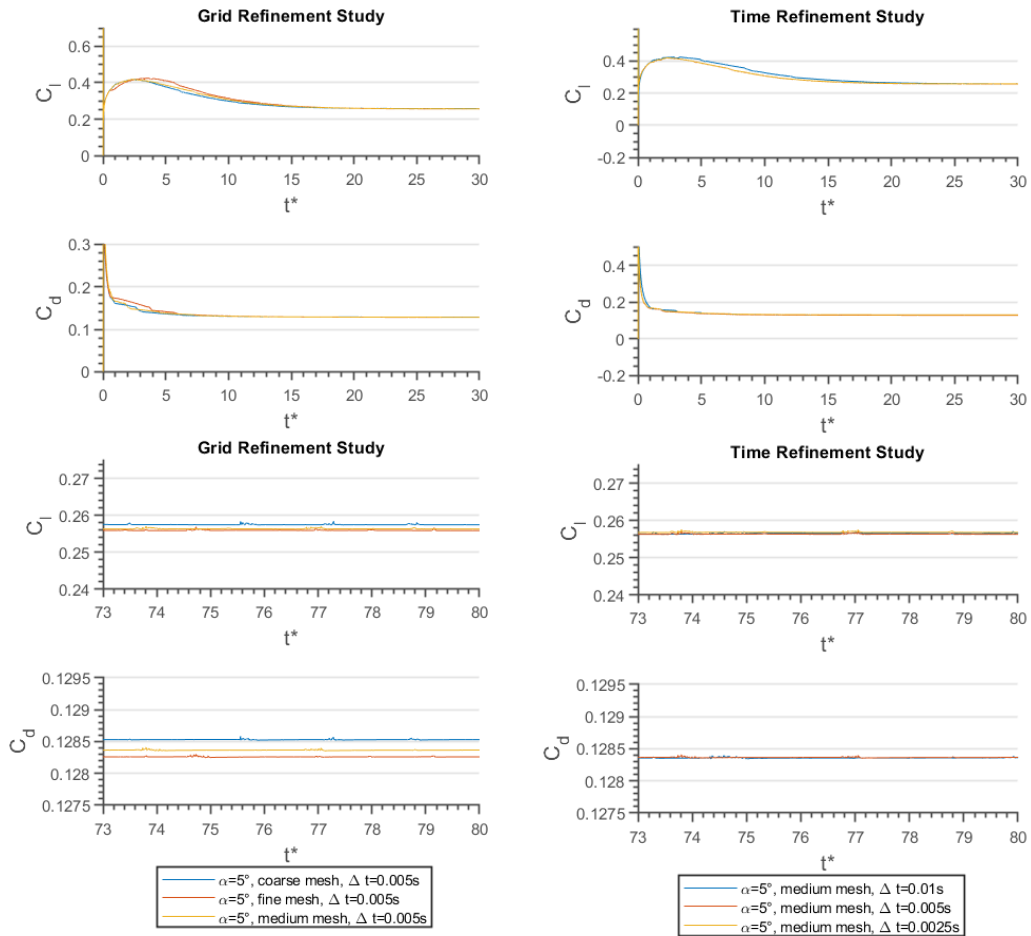 Grid Refinement Study
0.6
0.4
0.2
0
C_l
0 5 10 15 20 25 30
t*
Time Refinement Study
0.4
0.2
0
-0.2
C_l
0 5 10 15 20 25 30
t*
0.3
0.2
0.1
0
C_d
0 5 10 15 20 25 30
t*
0.4
0.2
0
-0.2
C_d
0 5 10 15 20 25 30
t*
Grid Refinement Study
0.27
0.26
0.25
0.24
C_l
73 74 75 76 77 78 79 80
t*
Time Refinement Study
0.27
0.26
0.25
0.24
C_l
73 74 75 76 77 78 79 80
t*
0.1295
0.129
0.1285
0.128
0.1275
C_d
73 74 75 76 77 78 79 80
t*
0.1295
0.129
0.1285
0.128
0.1275
C_d
73 74 75 76 77 78 79 80
t*
α=5°, coarse mesh, Δ t=0.005s
α=5°, fine mesh, Δ t=0.005s
α=5°, medium mesh, Δ t=0.005s
α=5°, medium mesh, Δ t=0.01s
α=5°, medium mesh, Δ t=0.005s
α=5°, medium mesh, Δ t=0.0025s